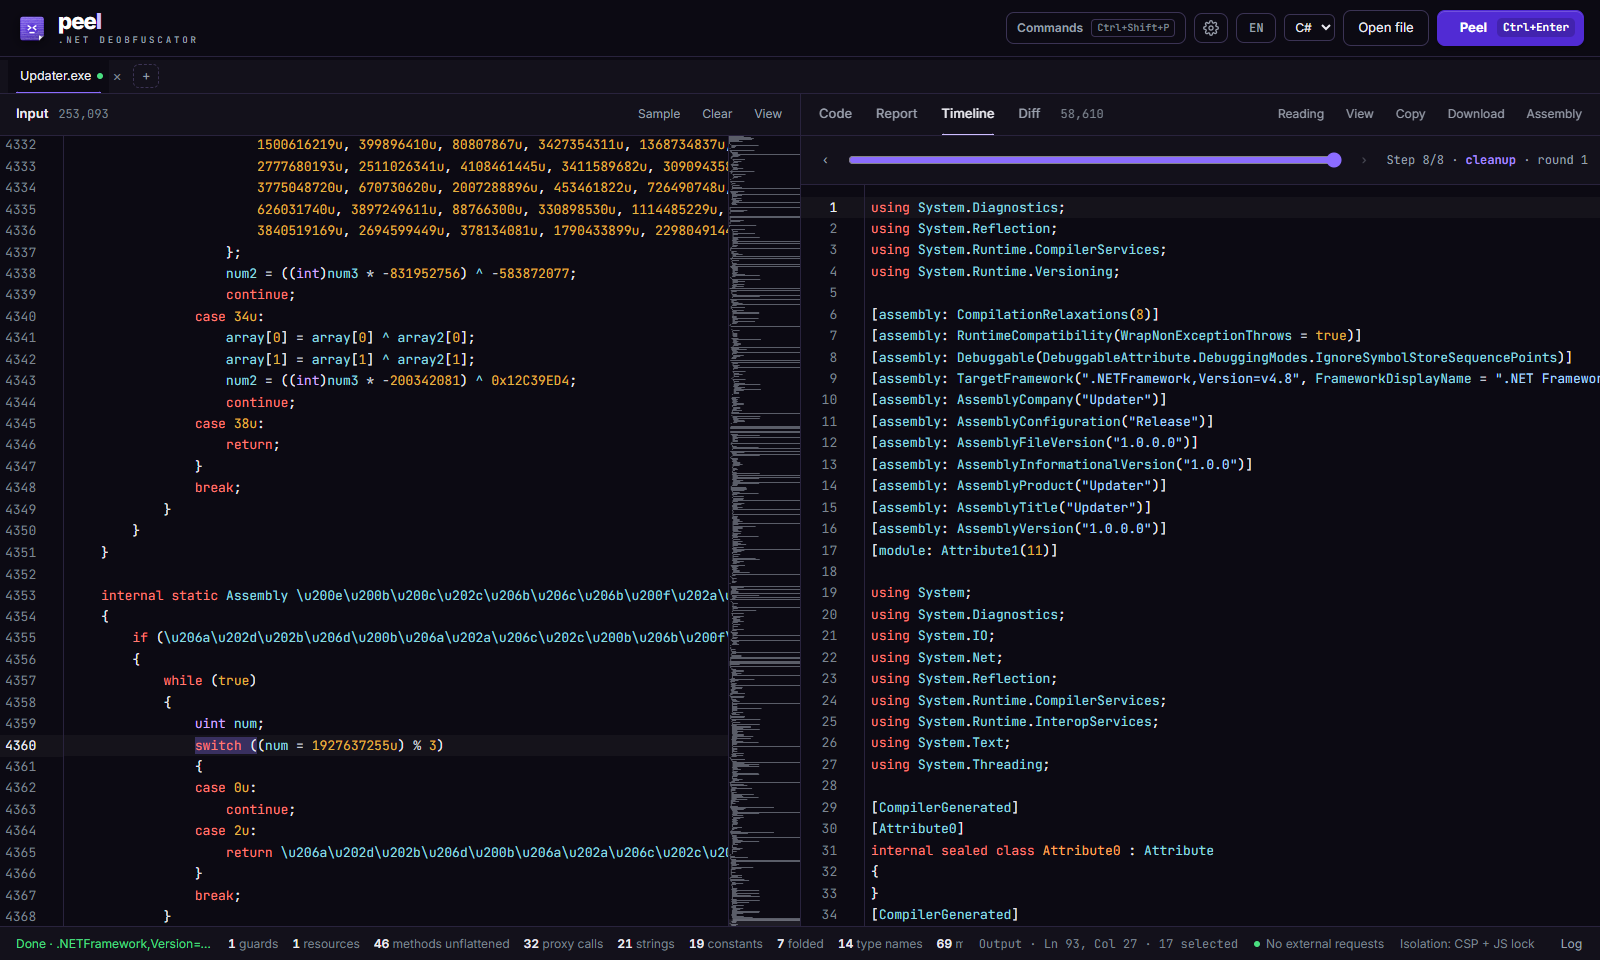 peel
.NET DEOBFUSCATOR
Commands Ctrl+Shift+P
EN
C#
Open file
Peel Ctrl+Enter
Updater.exe
Input 253,093
Sample Clear View
4332 1500616219u, 399896410u, 80807867u, 3427354311u, 1368734837u,
4333 2777680193u, 2511026341u, 4108461445u, 3411589682u, 309094358
4334 3775048720u, 670730620u, 2007288896u, 453461822u, 726490748u,
4335 626031740u, 3897249611u, 88766300u, 330898530u, 1114485229u,
4336 3840519169u, 2694599449u, 378134081u, 1790433899u, 2298049144
4337 };
4338 num2 = ((int)num3 * -831952756) ^ -583872077;
4339 continue;
4340 case 34u:
4341 array[0] = array[0] ^ array2[0];
4342 array[1] = array[1] ^ array2[1];
4343 num2 = ((int)num3 * -200342081) ^ 0x12C39ED4;
4344 continue;
4345 case 38u:
4346 return;
4347 }
4348 break;
4349 }
4350 }
4351 }
4352
4353 internal static Assembly \u200e\u200b\u200c\u202c\u206b\u206c\u206b\u200f\u202a\u
4354 {
4355 if (\u206a\u202d\u202b\u206d\u200b\u206a\u202a\u206c\u202c\u200b\u206b\u200f\
4356 {
4357 while (true)
4358 {
4359 uint num;
4360 switch ((num = 1927637255u) % 3)
4361 {
4362 case 0u:
4363 continue;
4364 case 2u:
4365 return \u206a\u202d\u202b\u206d\u200b\u206a\u202a\u206c\u202c\u20
4366 }
4367 break;
4368 }
Code Report Timeline Diff 58,610
Reading View Copy Download Assembly
Step 8/8 · cleanup · round 1
1 using System.Diagnostics;
2 using System.Reflection;
3 using System.Runtime.CompilerServices;
4 using System.Runtime.Versioning;
5
6 [assembly: CompilationRelaxations(8)]
7 [assembly: RuntimeCompatibility(WrapNonExceptionThrows = true)]
8 [assembly: Debuggable(DebuggableAttribute.DebuggingModes.IgnoreSymbolStoreSequencePoints)]
9 [assembly: TargetFramework(".NETFramework,Version=v4.8", FrameworkDisplayName = ".NET Framewor
10 [assembly: AssemblyCompany("Updater")]
11 [assembly: AssemblyConfiguration("Release")]
12 [assembly: AssemblyFileVersion("1.0.0.0")]
13 [assembly: AssemblyInformationalVersion("1.0.0")]
14 [assembly: AssemblyProduct("Updater")]
15 [assembly: AssemblyTitle("Updater")]
16 [assembly: AssemblyVersion("1.0.0.0")]
17 [module: Attribute1(11)]
18
19 using System;
20 using System.Diagnostics;
21 using System.IO;
22 using System.Net;
23 using System.Reflection;
24 using System.Runtime.CompilerServices;
25 using System.Runtime.InteropServices;
26 using System.Text;
27 using System.Threading;
28
29 [CompilerGenerated]
30 [Attribute0]
31 internal sealed class Attribute0 : Attribute
32 {
33 }
34 [CompilerGenerated]
Done · .NETFramework,Version=... 1 guards 1 resources 46 methods unflattened 32 proxy calls 21 strings 19 constants 7 folded 14 type names 69 m Output · Ln 93, Col 27 · 17 selected No external requests Isolation: CSP + JS lock Log